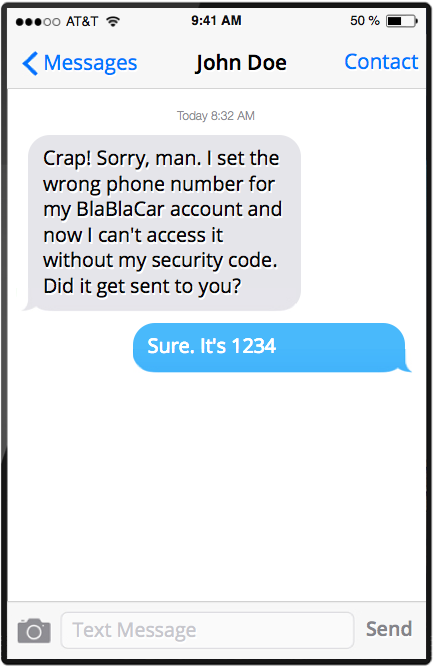 AT&T 9:41 AM 50 %
Messages John Doe Contact
Today 8:32 AM
Crap! Sorry, man. I set the
wrong phone number for
my BlaBlaCar account and
now I can't access it
without my security code.
Did it get sent to you?
Sure. It's 1234
Text Message Send